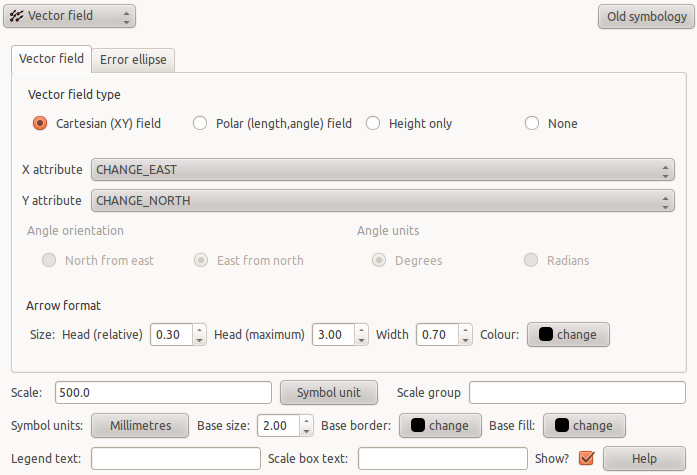 Vector field Old symbology
Vector field Error ellipse
Vector field type
Cartesian (XY) field Polar (length,angle) field Height only None
X attribute CHANGE_EAST
Y attribute CHANGE_NORTH
Angle orientation Angle units
North from east East from north Degrees Radians
Arrow format
Size: Head (relative) 0.30 Head (maximum) 3.00 Width 0.70 Colour: change
Scale: 500.0 Symbol unit Scale group
Symbol units: Millimetres Base size: 2.00 Base border: change Base fill: change
Legend text: Scale box text: Show? Help